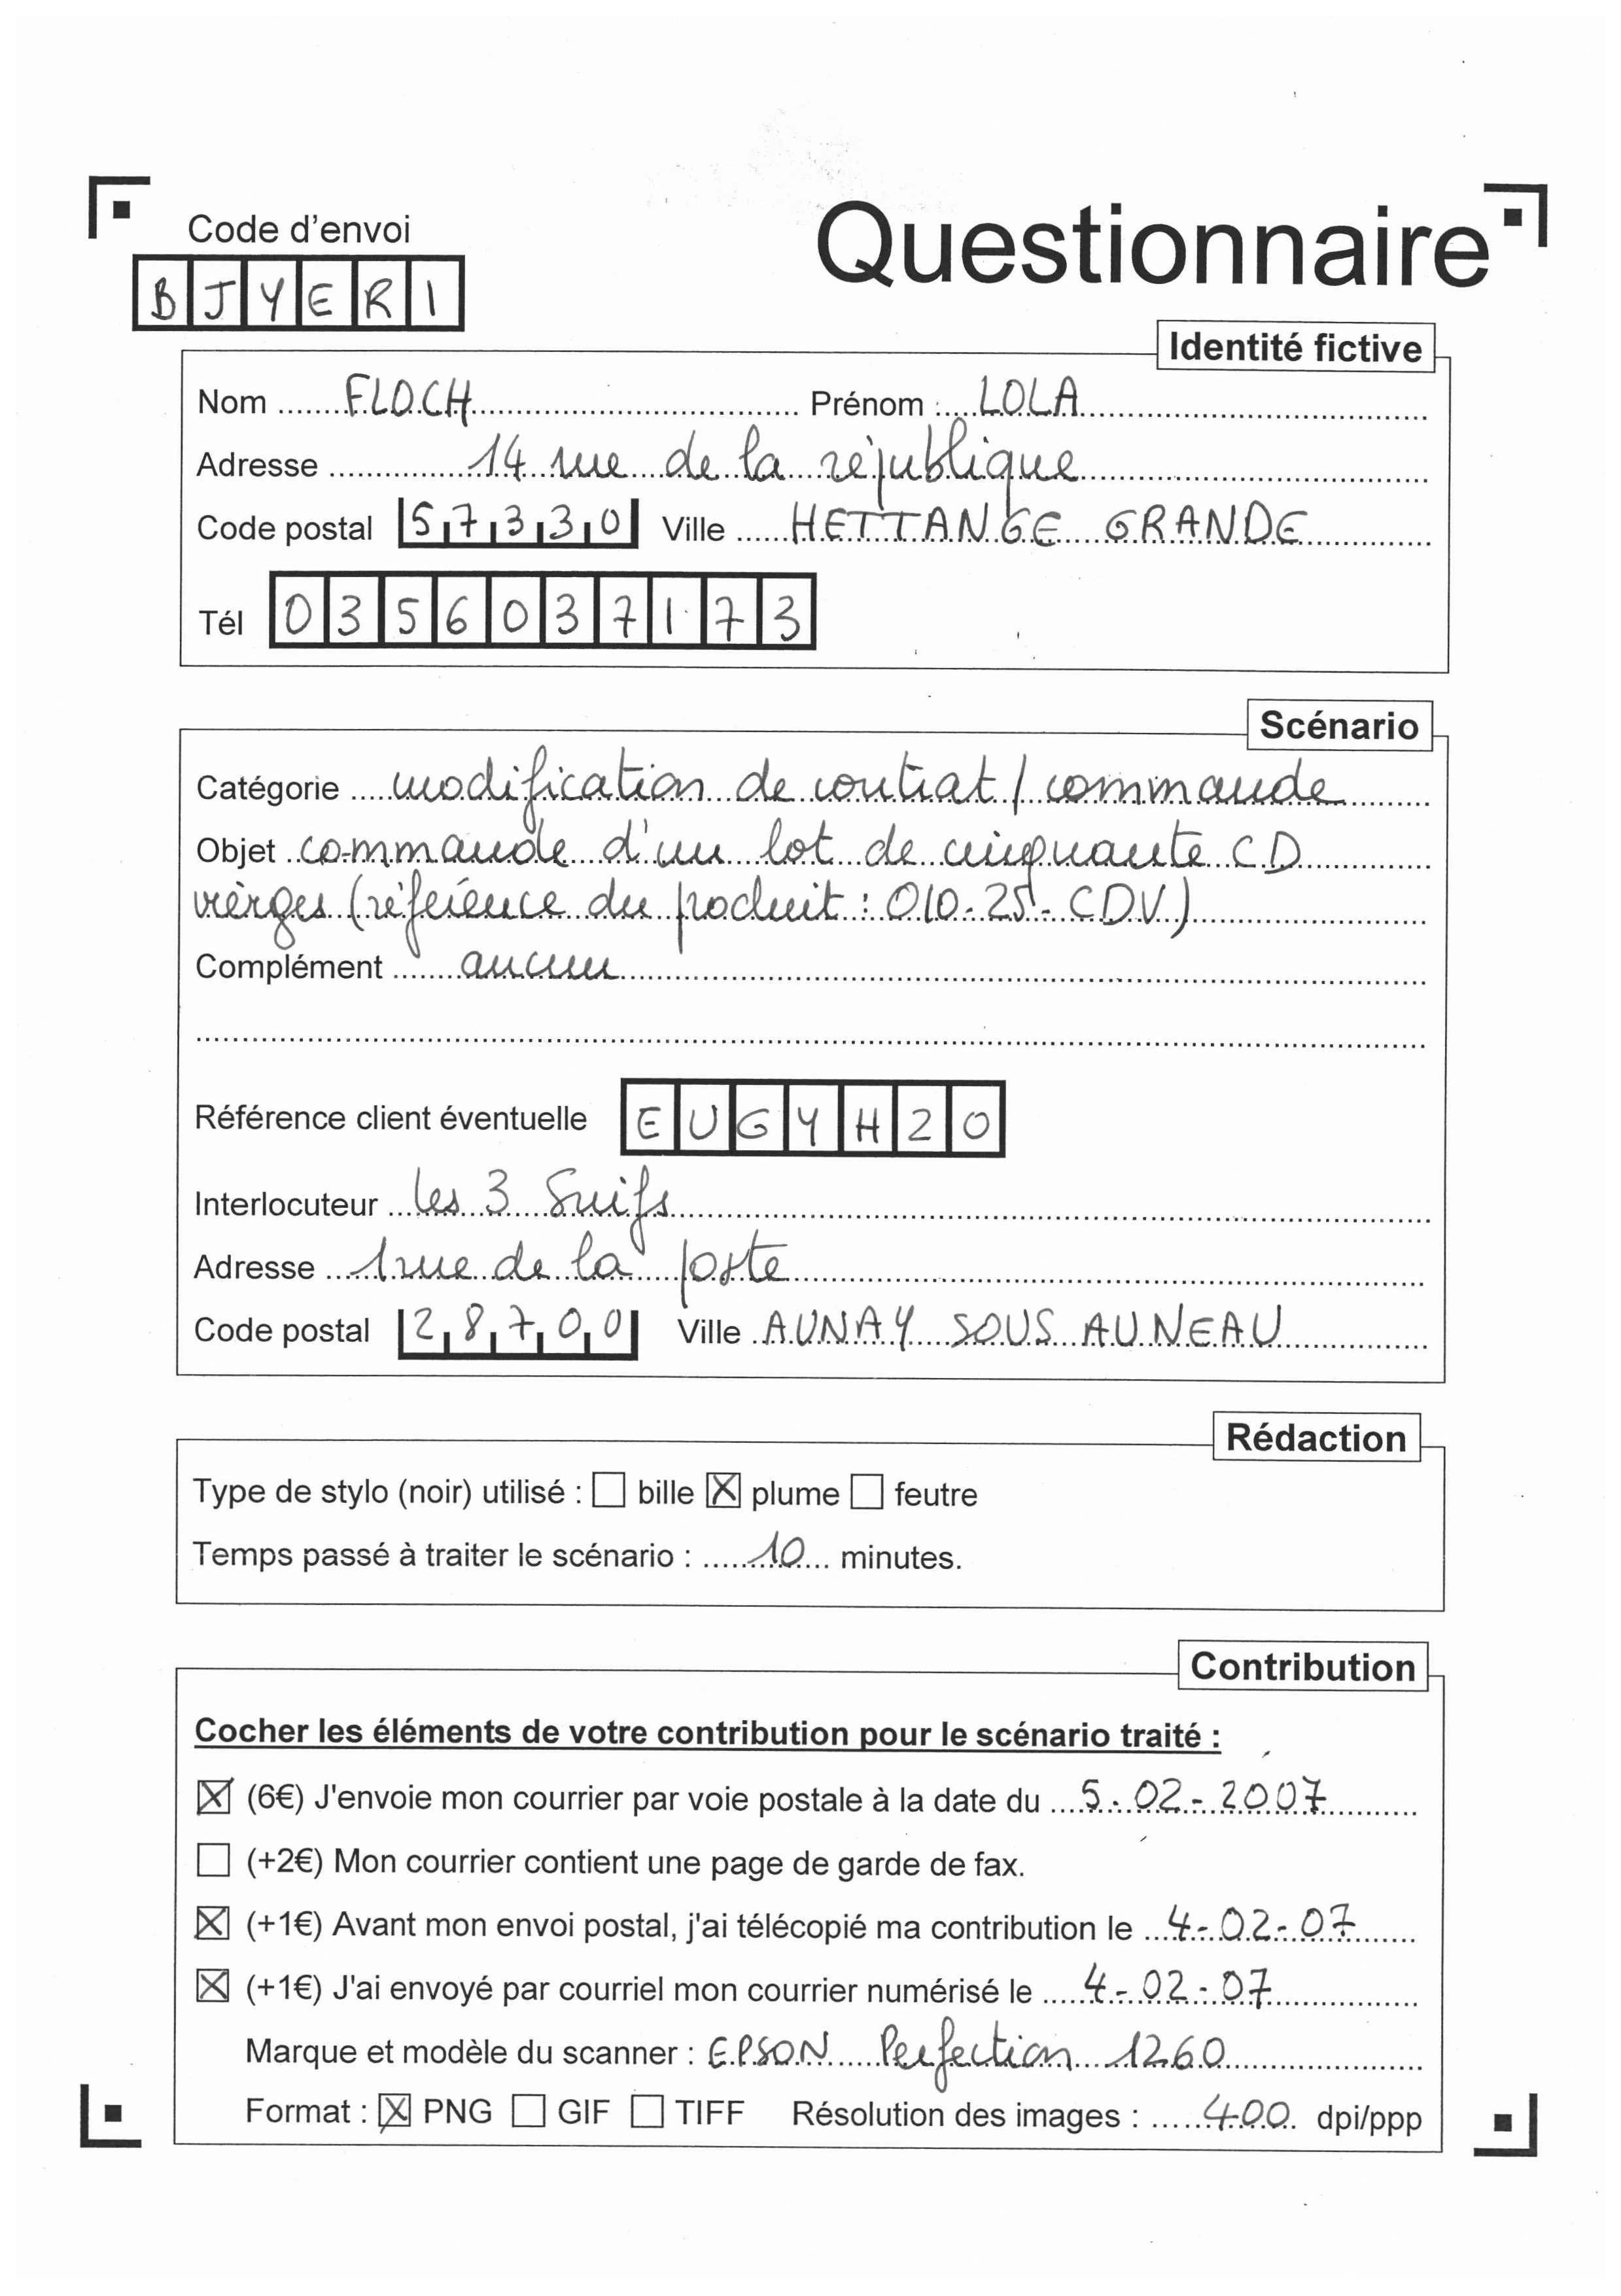 Code d'envoi
BJYERI
Questionnaire
Identité fictive
Nom FLOCH Prénom : LOLA
Adresse 14 rue de la république
Code postal 57330 Ville HETTANGE GRANDE
Tél 0356037173
Scénario
Catégorie modification de contrat / commande
Objet commande d'un lot de cinquante CD
vièrges (référence du produit : 010-25-CDV)
Complément aucun
Référence client éventuelle EUGYH20
Interlocuteur les 3 Suifs
Adresse 1 rue de la poste
Code postal 28700 Ville AUNAY SOUS AUNEAU
Rédaction
Type de stylo (noir) utilisé : ☐ bille ☒ plume ☐ feutre
Temps passé à traiter le scénario : 10 minutes.
Contribution
Cocher les éléments de votre contribution pour le scénario traité :
☒ (6€) J'envoie mon courrier par voie postale à la date du 5-02-2007
☐ (+2€) Mon courrier contient une page de garde de fax.
☒ (+1€) Avant mon envoi postal, j'ai télécopié ma contribution le 4-02-07
☒ (+1€) J'ai envoyé par courriel mon courrier numérisé le 4-02-07
Marque et modèle du scanner : EPSON Perfection 1260
Format : ☒ PNG ☐ GIF ☐ TIFF Résolution des images : 400 dpi/ppp